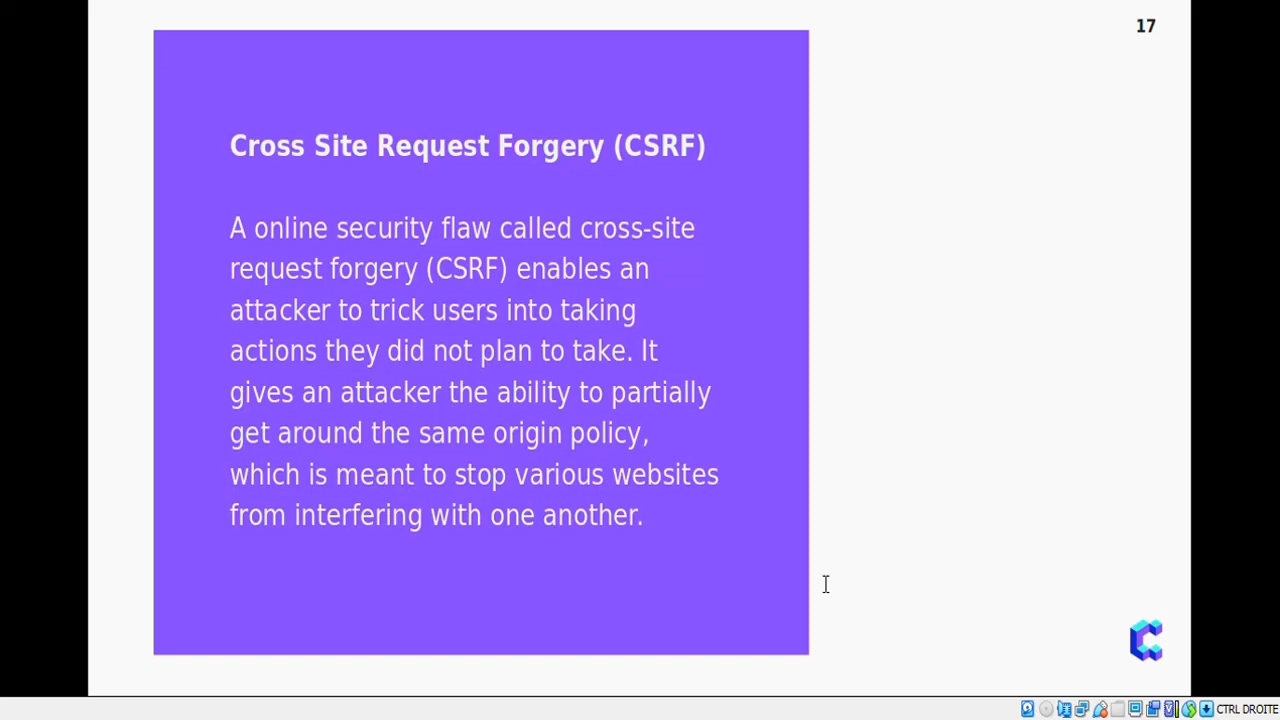 17
Cross Site Request Forgery (CSRF)
A online security flaw called cross-site
request forgery (CSRF) enables an
attacker to trick users into taking
actions they did not plan to take. It
gives an attacker the ability to partially
get around the same origin policy,
which is meant to stop various websites
from interfering with one another.
CTRL DROITE